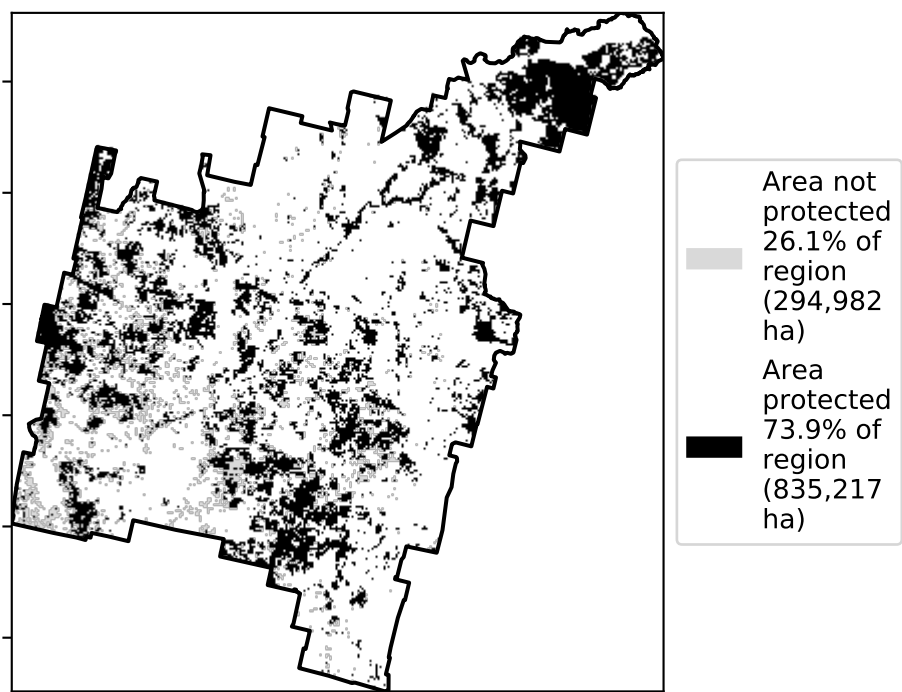 Area not
protected
26.1% of
region
(294,982
ha)
Area
protected
73.9% of
region
(835,217
ha)